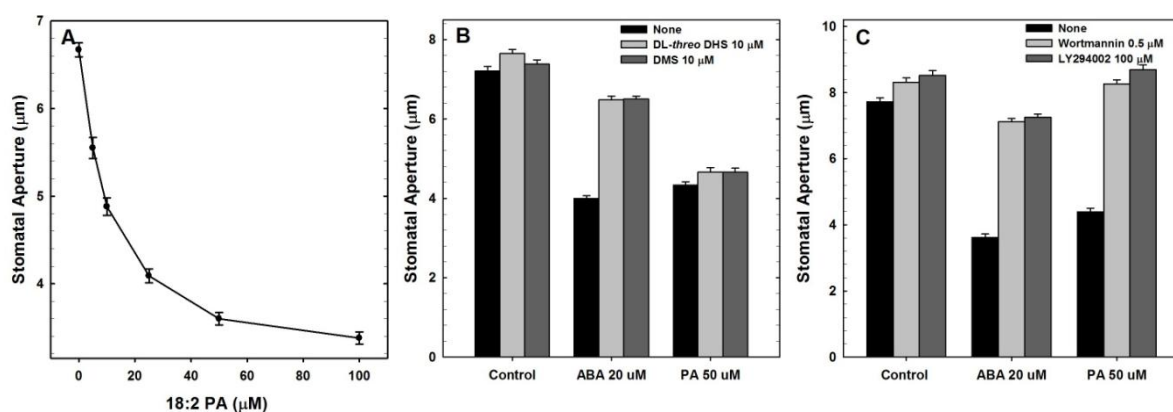 A
Stomatal Aperture (μm)
7
6
5
4
0
20
40
60
80
100
18:2 PA (μM)
B
None
DL-threo DHS 10 μM
DMS 10 μM
Stomatal Aperture (μm)
8
6
4
2
0
Control
ABA 20 uM
PA 50 uM
C
None
Wortmannin 0.5 μM
LY294002 100 μM
Stomatal Aperture (μm)
10
8
6
4
2
0
Control
ABA 20 uM
PA 50 uM